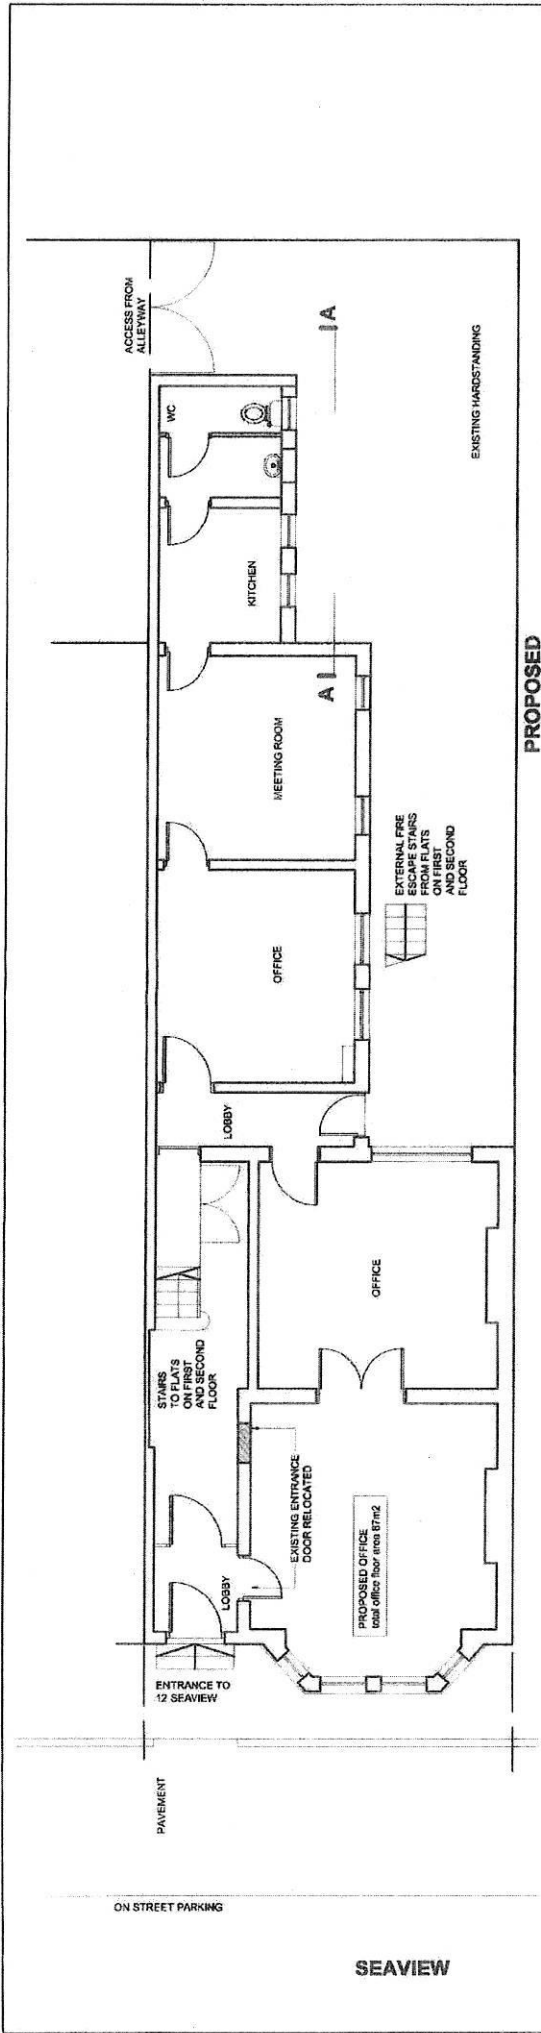 ACCESS FROM
ALLEYWAY
WC
A
EXISTING HARDSTANDING
KITCHEN
A
MEETING ROOM
PROPOSED
EXTERNAL FIRE
ESCAPE STAIRS
FROM FLATS
ON FIRST
AND SECOND
FLOOR
OFFICE
LOBBY
STAIRS
TO FLATS
ON FIRST
AND SECOND
FLOOR
OFFICE
EXISTING ENTRANCE
DOOR RELOCATED
PROPOSED OFFICE
total office floor area 87m2
LOBBY
ENTRANCE TO
12 SEAVIEW
PAVEMENT
ON STREET PARKING
SEAVIEW